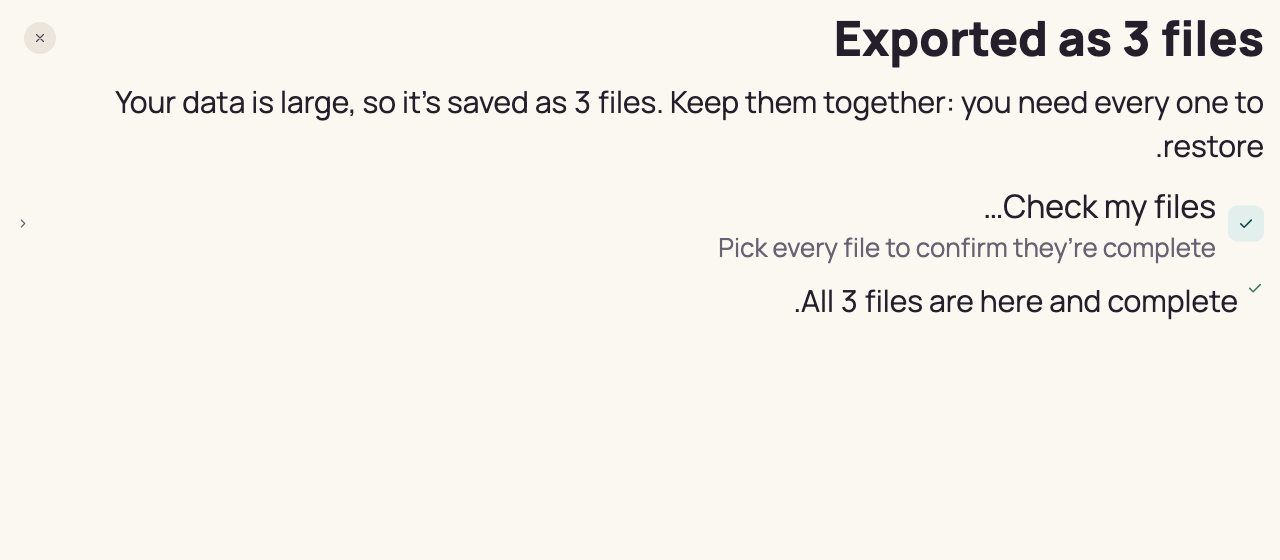 Exported as 3 files
Your data is large, so it’s saved as 3 files. Keep them together: you need every one to
restore.
Check my files…
Pick every file to confirm they’re complete
All 3 files are here and complete.